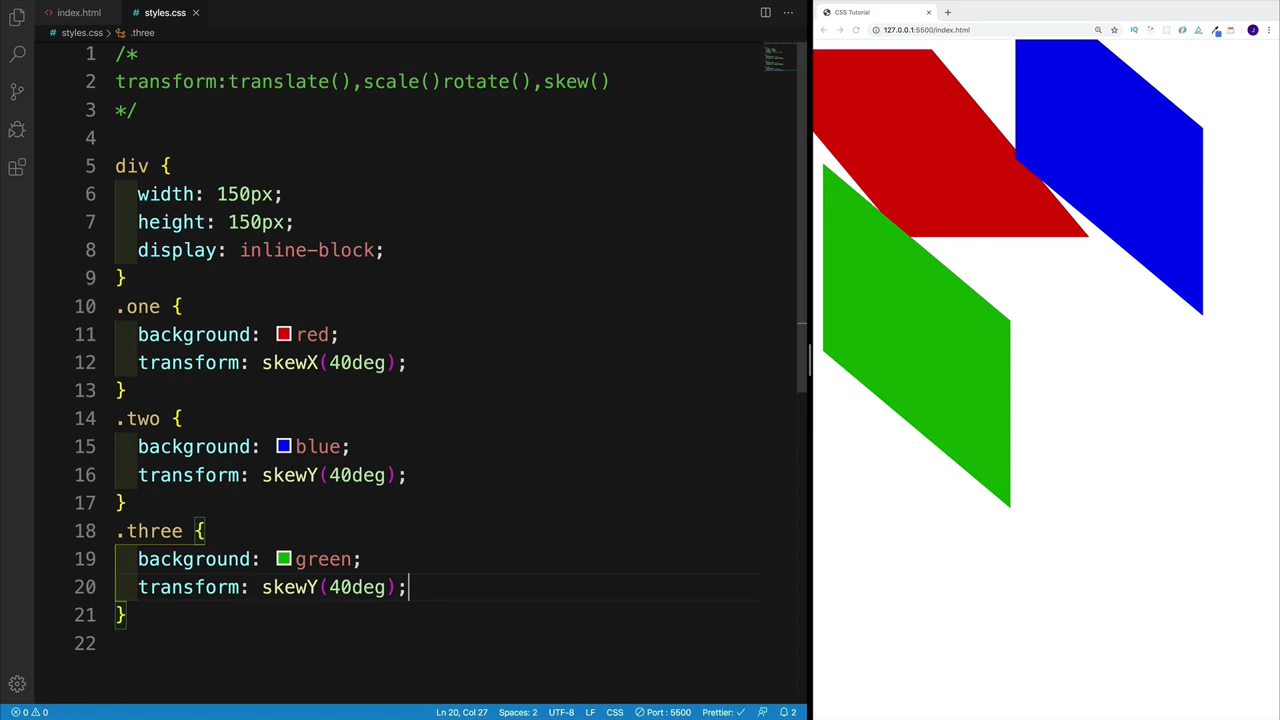 index.html
styles.css
styles.css
.three
1 /*
2 transform:translate(),scale()rotate(),skew()
3 */
4
5 div {
6 width: 150px;
7 height: 150px;
8 display: inline-block;
9 }
10 .one {
11 background: red;
12 transform: skewX(40deg);
13 }
14 .two {
15 background: blue;
16 transform: skewY(40deg);
17 }
18 .three {
19 background: green;
20 transform: skewY(40deg);
21 }
22
0 0 Ln 20, Col 27 Spaces: 2 UTF-8 LF CSS Port : 5500 Prettier: 2
CSS Tutorial
127.0.0.1:5500/index.html
IQ
J